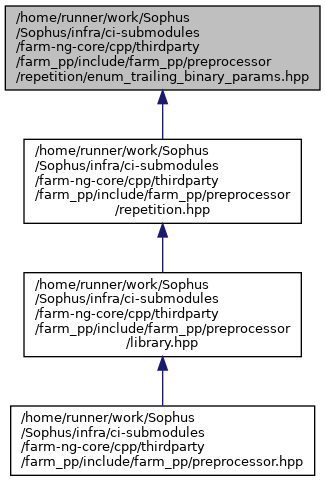 /home/runner/work/Sophus
/Sophus/infra/ci-submodules
/farm-ng-core/cpp/thirdparty
/farm_pp/include/farm_pp/preprocessor
/repetition/enum_trailing_binary_params.hpp
/home/runner/work/Sophus
/Sophus/infra/ci-submodules
/farm-ng-core/cpp/thirdparty
/farm_pp/include/farm_pp/preprocessor
/repetition.hpp
/home/runner/work/Sophus
/Sophus/infra/ci-submodules
/farm-ng-core/cpp/thirdparty
/farm_pp/include/farm_pp/preprocessor
/library.hpp
/home/runner/work/Sophus
/Sophus/infra/ci-submodules
/farm-ng-core/cpp/thirdparty
/farm_pp/include/farm_pp/preprocessor.hpp